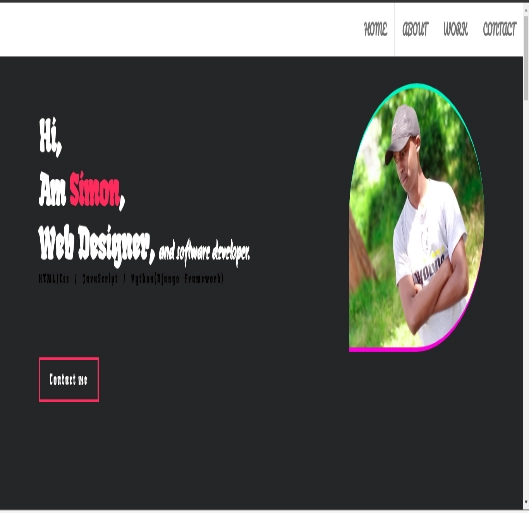 HOME ABOUT WORK CONTACT
Hi,
Am Simon,
Web Designer, and software developer.
HTML|Css | JavaScript / Python(Django Framework)
Contact me